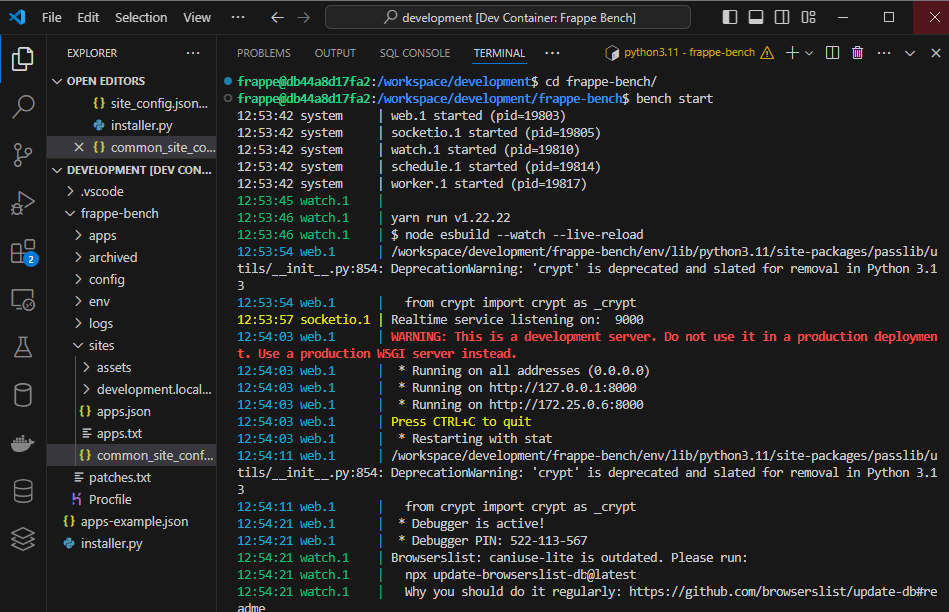 File Edit Selection View ··· development [Dev Container: Frappe Bench]
EXPLORER ···
OPEN EDITORS
{} site_config.json...
installer.py
{} common_site_co...
DEVELOPMENT [DEV CON...
.vscode
frappe-bench
apps
archived
config
env
logs
sites
assets
development.local...
{} apps.json
apps.txt
{} common_site_conf...
patches.txt
Procfile
{} apps-example.json
installer.py
2
PROBLEMS OUTPUT SQL CONSOLE TERMINAL ··· python3.11 - frappe-bench
frappe@db44a8d17fa2:/workspace/development$ cd frappe-bench/
frappe@db44a8d17fa2:/workspace/development/frappe-bench$ bench start
12:53:42 system | web.1 started (pid=19803)
12:53:42 system | socketio.1 started (pid=19805)
12:53:42 system | watch.1 started (pid=19810)
12:53:42 system | schedule.1 started (pid=19814)
12:53:42 system | worker.1 started (pid=19817)
12:53:45 watch.1 |
12:53:46 watch.1 | yarn run v1.22.22
12:53:46 watch.1 | $ node esbuild --watch --live-reload
12:53:54 web.1 | /workspace/development/frappe-bench/env/lib/python3.11/site-packages/passlib/u
tils/__init__.py:854: DeprecationWarning: 'crypt' is deprecated and slated for removal in Python 3.1
3
12:53:54 web.1 | from crypt import crypt as _crypt
12:53:57 socketio.1 | Realtime service listening on: 9000
12:54:03 web.1 | WARNING: This is a development server. Do not use it in a production deploymen
t. Use a production WSGI server instead.
12:54:03 web.1 | * Running on all addresses (0.0.0.0)
12:54:03 web.1 | * Running on http://127.0.0.1:8000
12:54:03 web.1 | * Running on http://172.25.0.6:8000
12:54:03 web.1 | Press CTRL+C to quit
12:54:03 web.1 | * Restarting with stat
12:54:11 web.1 | /workspace/development/frappe-bench/env/lib/python3.11/site-packages/passlib/u
tils/__init__.py:854: DeprecationWarning: 'crypt' is deprecated and slated for removal in Python 3.1
3
12:54:11 web.1 | from crypt import crypt as _crypt
12:54:21 web.1 | * Debugger is active!
12:54:21 web.1 | * Debugger PIN: 522-113-567
12:54:21 watch.1 | Browserslist: caniuse-lite is outdated. Please run:
12:54:21 watch.1 | npx update-browserslist-db@latest
12:54:21 watch.1 | Why you should do it regularly: https://github.com/browserslist/update-db#re
adme